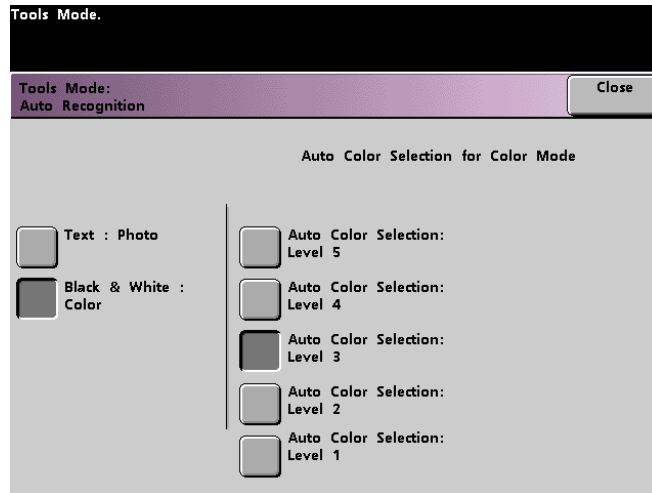 Tools Mode.
Tools Mode:
Auto Recognition
Close
Auto Color Selection for Color Mode
Text : Photo
Black & White :
Color
Auto Color Selection:
Level 5
Auto Color Selection:
Level 4
Auto Color Selection:
Level 3
Auto Color Selection:
Level 2
Auto Color Selection:
Level 1